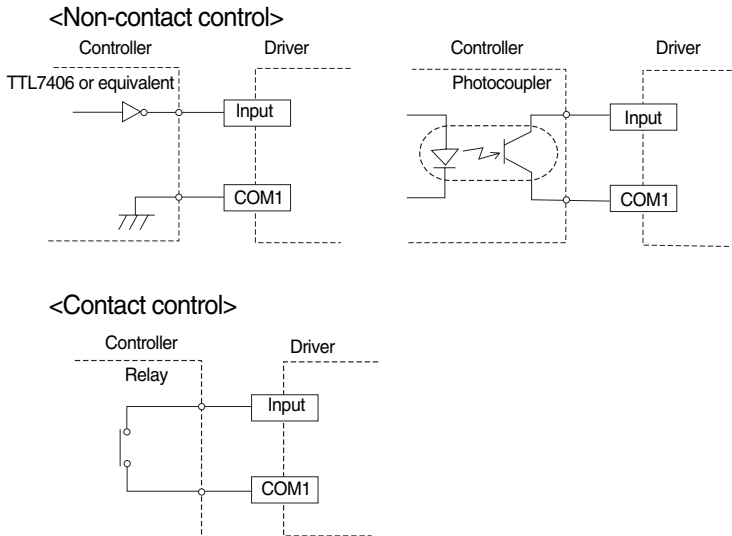 <Non-contact control>
Controller
Driver
TTL7406 or equivalent
Input
COM1
Controller
Driver
Photocoupler
Input
COM1
<Contact control>
Controller
Driver
Relay
Input
COM1